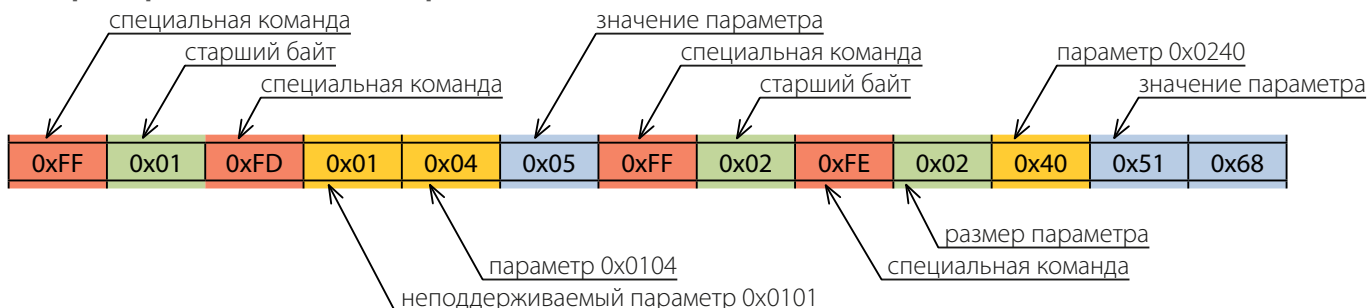 специальная команда
значение параметра
старший байт
специальная команда
параметр 0x0240
специальная команда
старший байт
значение параметра
0xFF 0x01 0xFD 0x01 0x04 0x05 0xFF 0x02 0xFE 0x02 0x40 0x51 0x68
размер параметра
параметр 0x0104
специальная команда
неподдерживаемый параметр 0x0101